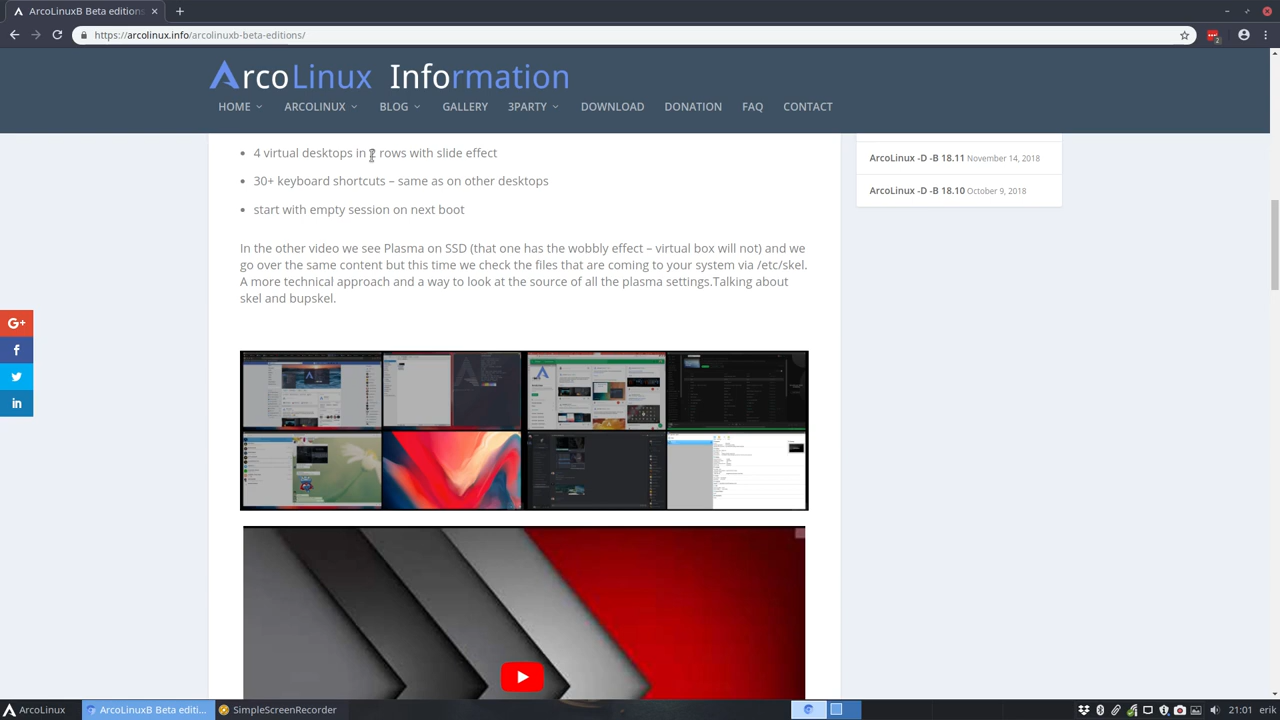 ArcoLinuxB Beta editions
https://arcolinux.info/arcolinuxb-beta-editions/
2
ArcoLinux Information
HOME ARCOLINUX BLOG GALLERY 3PARTY DOWNLOAD DONATION FAQ CONTACT
• 4 virtual desktops in 2 rows with slide effect
• 30+ keyboard shortcuts – same as on other desktops
• start with empty session on next boot
In the other video we see Plasma on SSD (that one has the wobbly effect – virtual box will not) and we
go over the same content but this time we check the files that are coming to your system via /etc/skel.
A more technical approach and a way to look at the source of all the plasma settings.Talking about
skel and bupskel.
ArcoLinux -D -B 18.11 November 14, 2018
ArcoLinux -D -B 18.10 October 9, 2018
G+
f
in
ArcoLinux ArcoLinuxB Beta editi... SimpleScreenRecorder 21:01 erik